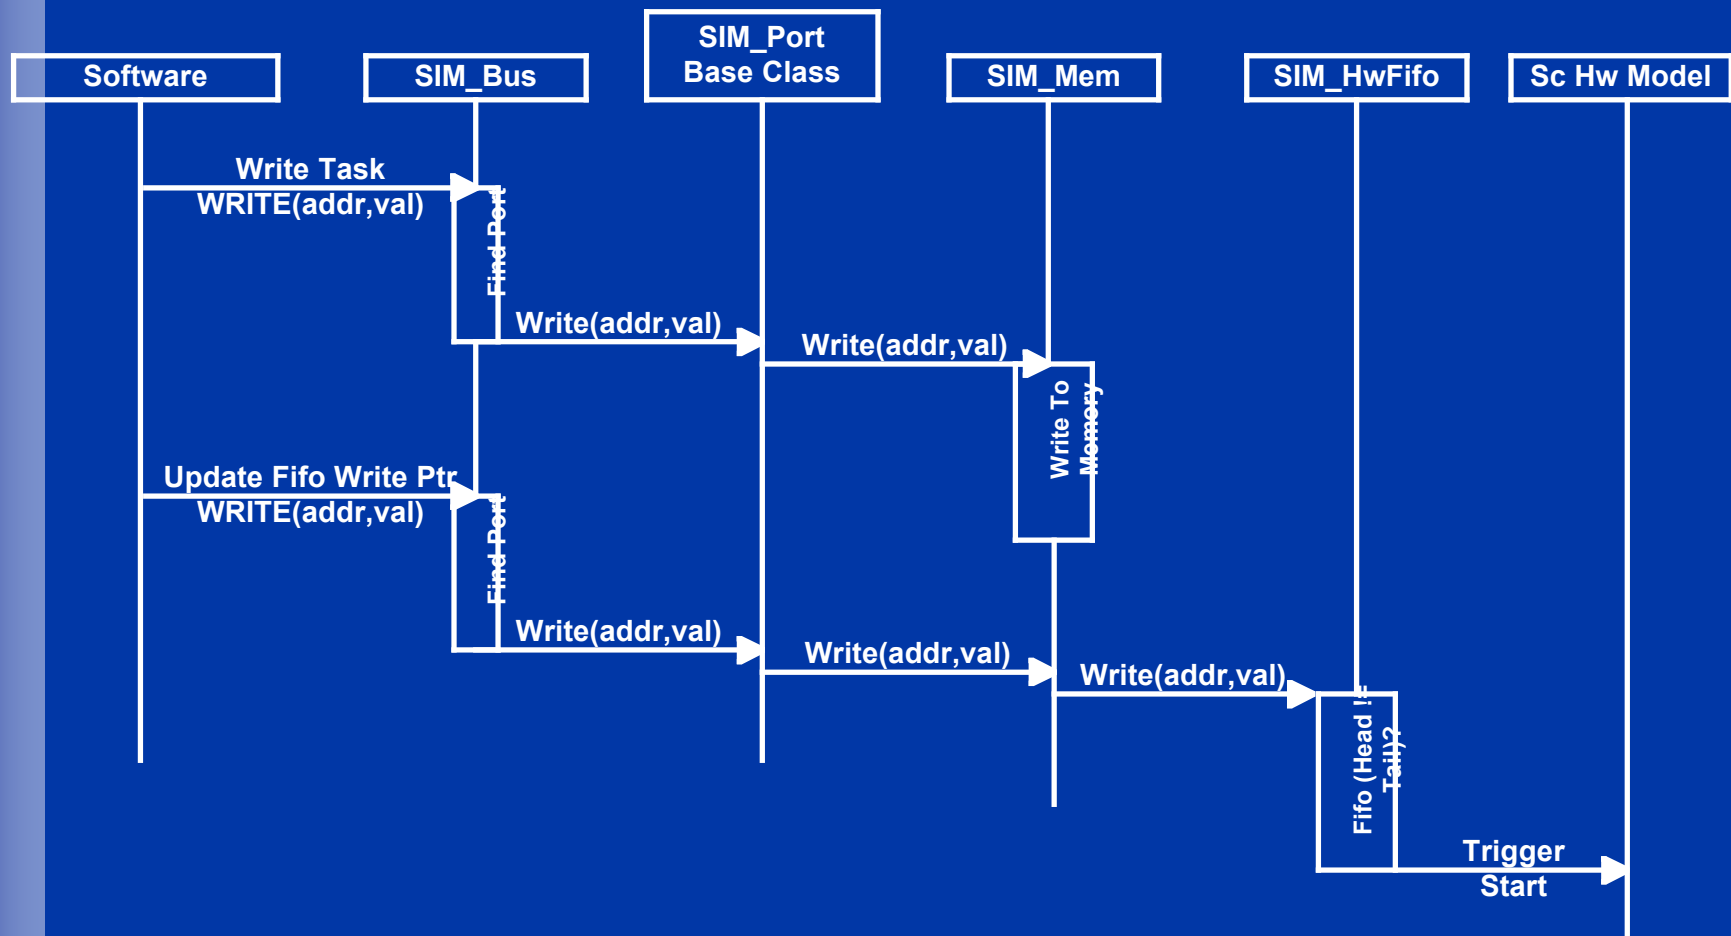 SIM_Port
Base Class
Software
SIM_Bus
SIM_Mem
SIM_HwFifo
Sc Hw Model
Write Task
WRITE(addr,val)
Find Port
Write(addr,val)
Write(addr,val)
Write To
Memory
Update Fifo Write Ptr
WRITE(addr,val)
Find Port
Write(addr,val)
Write(addr,val)
Write(addr,val)
Fifo (Head !=
Tail)?
Trigger
Start